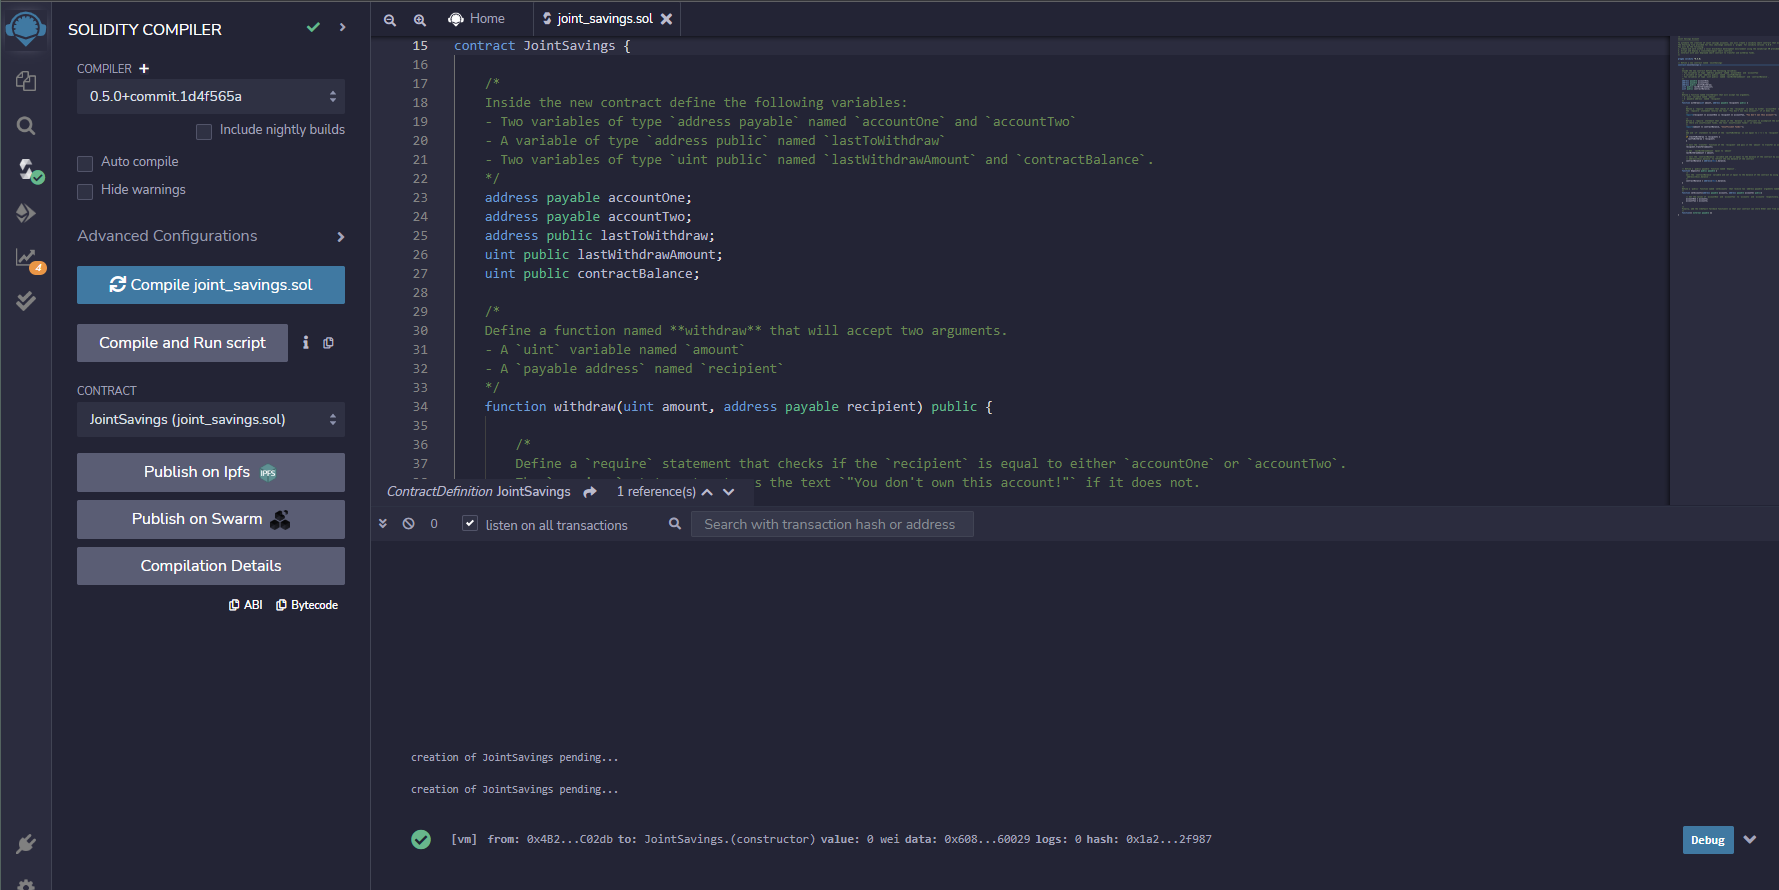 SOLIDITY COMPILER
COMPILER +
0.5.0+commit.1d4f565a
Include nightly builds
Auto compile
Hide warnings
Advanced Configurations
Compile joint_savings.sol
Compile and Run script
CONTRACT
JointSavings (joint_savings.sol)
Publish on Ipfs IPFS
Publish on Swarm
Compilation Details
ABI Bytecode
4
Home joint_savings.sol
15 contract JointSavings {
16
17 /*
18 Inside the new contract define the following variables:
19 - Two variables of type `address payable` named `accountOne` and `accountTwo`
20 - A variable of type `address public` named `lastToWithdraw`
21 - Two variables of type `uint public` named `lastWithdrawAmount` and `contractBalance`.
22 */
23 address payable accountOne;
24 address payable accountTwo;
25 address public lastToWithdraw;
26 uint public lastWithdrawAmount;
27 uint public contractBalance;
28
29 /*
30 Define a function named **withdraw** that will accept two arguments.
31 - A `uint` variable named `amount`
32 - A `payable address` named `recipient`
33 */
34 function withdraw(uint amount, address payable recipient) public {
35
36 /*
37 Define a `require` statement that checks if the `recipient` is equal to either `accountOne` or `accountTwo`.
the text `"You don't own this account!"` if it does not.
ContractDefinition JointSavings 1 reference(s)
0 listen on all transactions Search with transaction hash or address
creation of JointSavings pending...
creation of JointSavings pending...
[vm] from: 0x4B2...C02db to: JointSavings.(constructor) value: 0 wei data: 0x608...60029 logs: 0 hash: 0x1a2...2f987
Debug